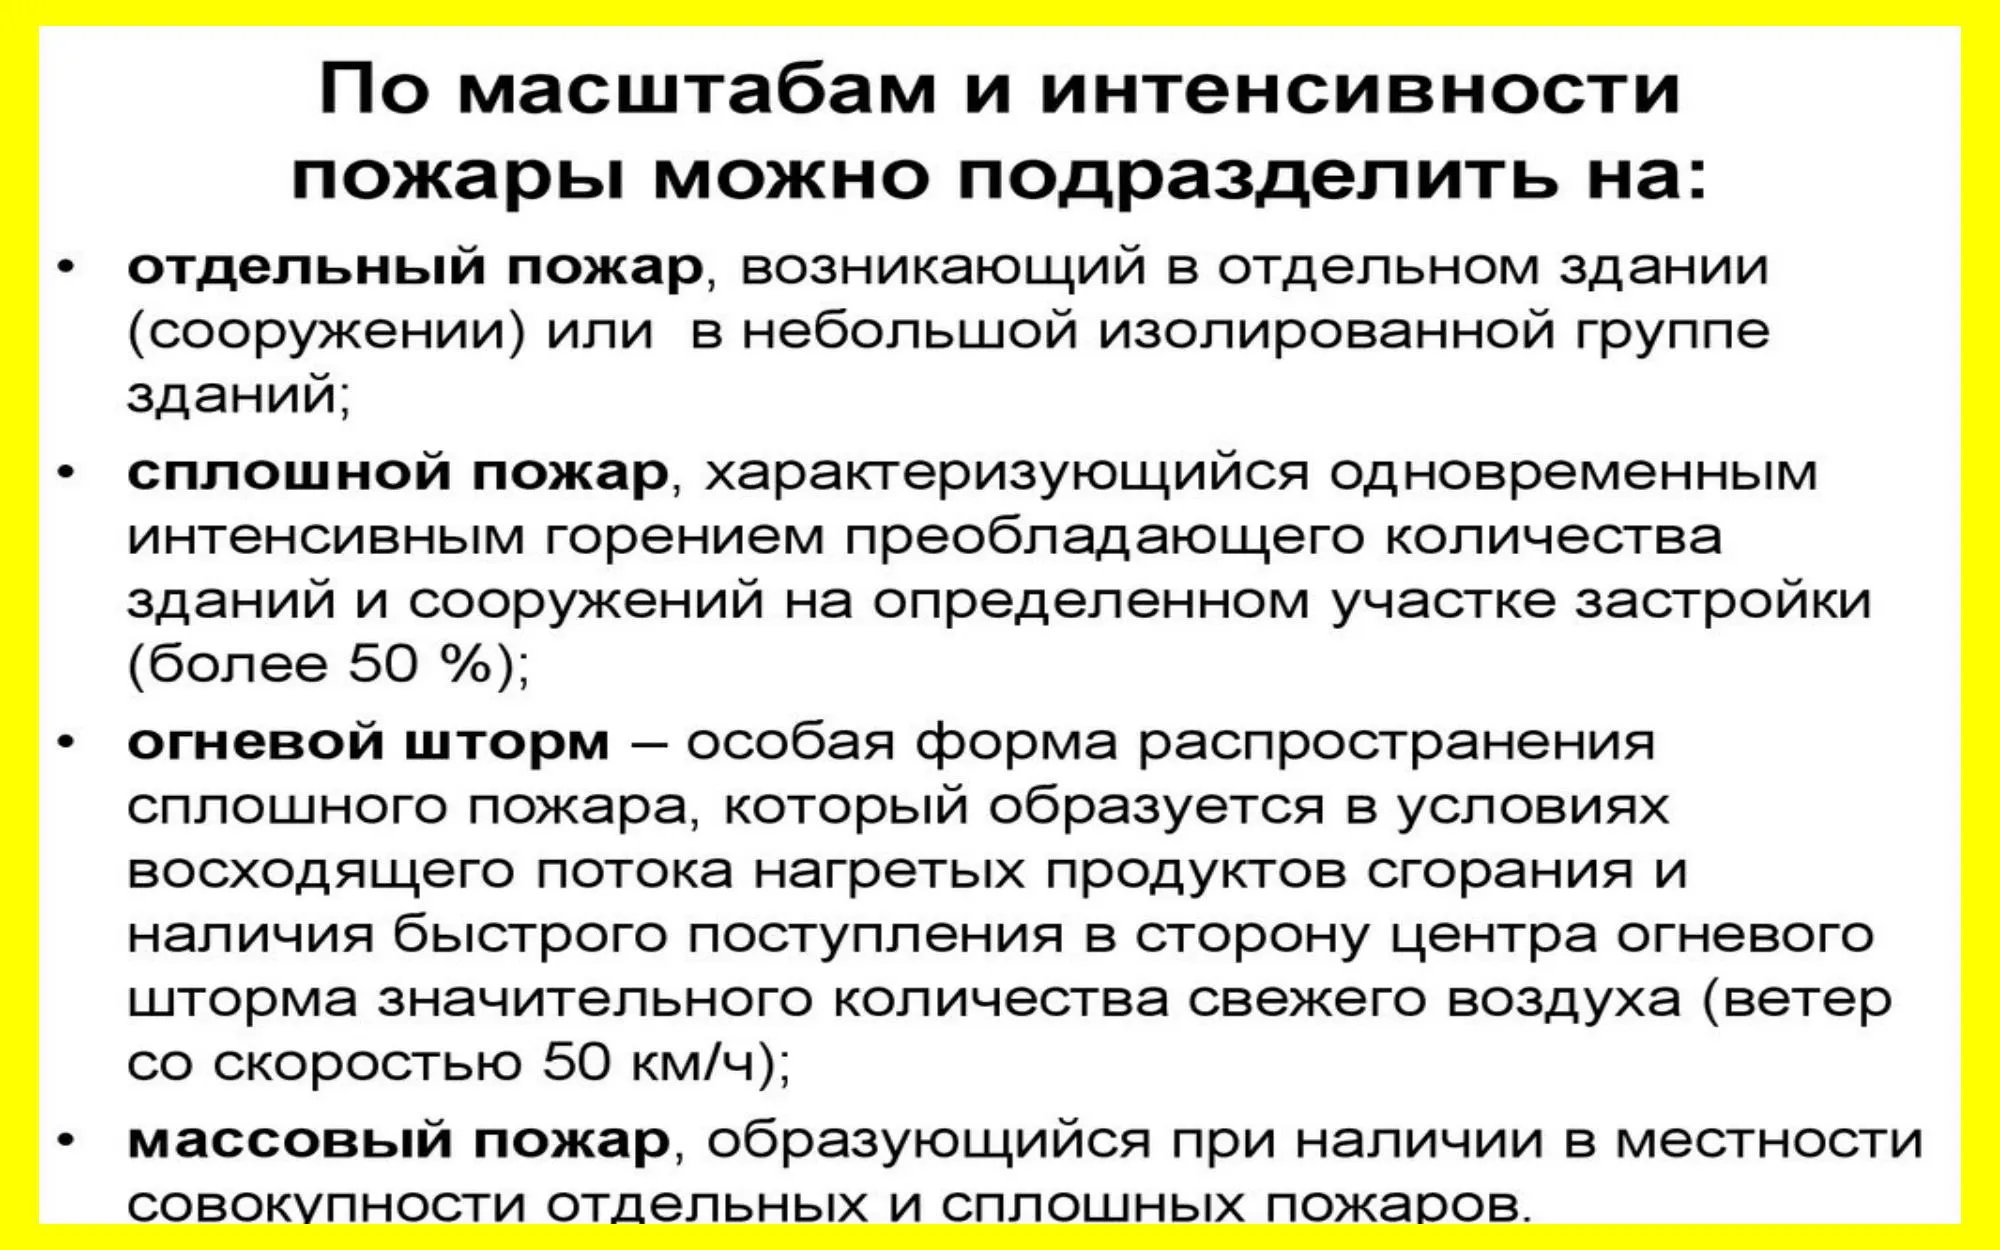 По масштабам и интенсивности
пожары можно подразделить на:
• отдельный пожар, возникающий в отдельном здании
(сооружении) или в небольшой изолированной группе
зданий;
• сплошной пожар, характеризующийся одновременным
интенсивным горением преобладающего количества
зданий и сооружений на определенном участке застройки
(более 50 %);
• огневой шторм – особая форма распространения
сплошного пожара, который образуется в условиях
восходящего потока нагретых продуктов сгорания и
наличия быстрого поступления в сторону центра огневого
шторма значительного количества свежего воздуха (ветер
со скоростью 50 км/ч);
• массовый пожар, образующийся при наличии в местности
совокупности отдельных и сплошных пожаров.